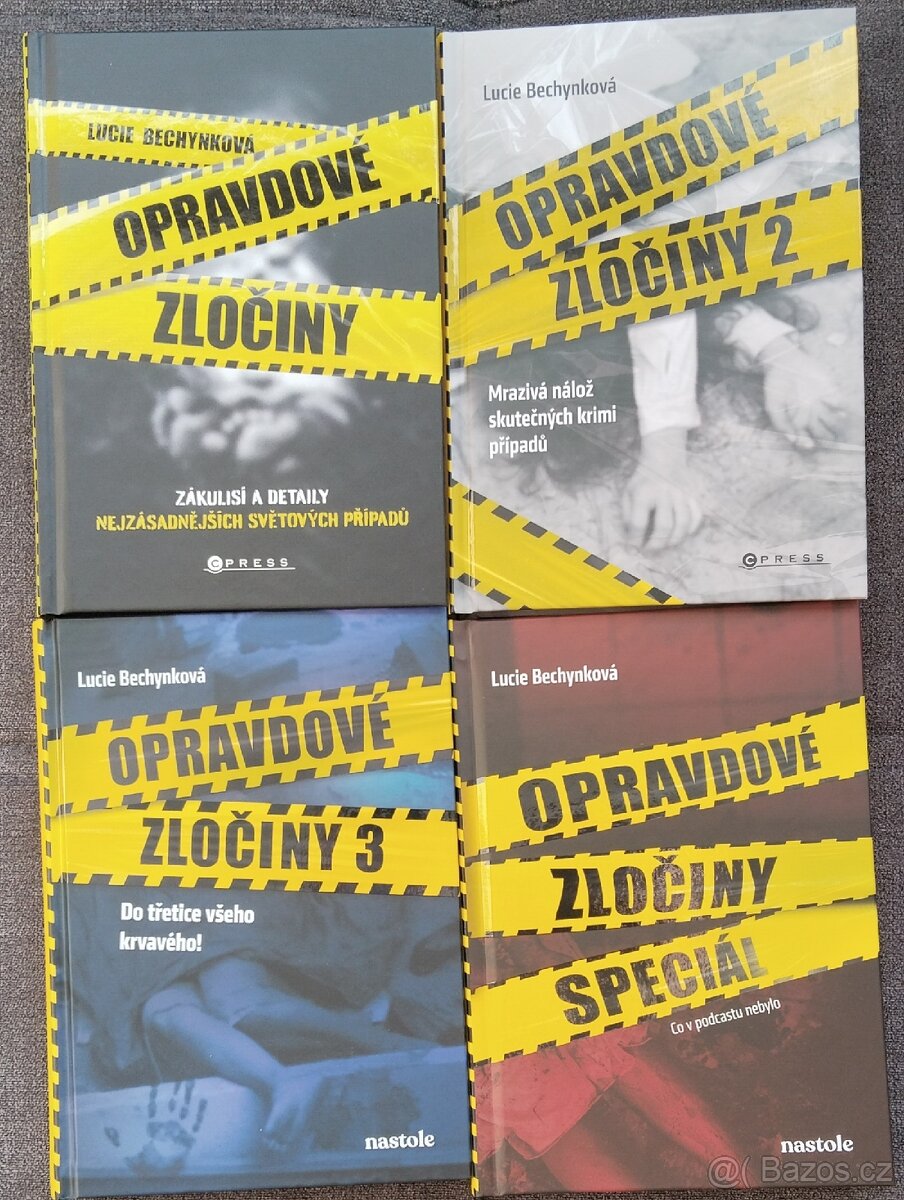 LUCIE BECHYNKOVÁ
OPRAVDOVÉ
ZLOČINY
ZÁKULISÍ A DETAILY
NEJZÁSADNĚJŠÍCH SVĚTOVÝCH PŘÍPADŮ
CPRESS
Lucie Bechynková
OPRAVDOVÉ
ZLOČINY 2
Mrazivá nálož
skutečných krimi
případů
CPRESS
Lucie Bechynková
OPRAVDOVÉ
ZLOČINY 3
Do třetice všeho
krvavého!
nastole
Lucie Bechynková
OPRAVDOVÉ
ZLOČINY
SPECIÁL
Co v podcastu nebylo
nastole
@( Bazos.cz